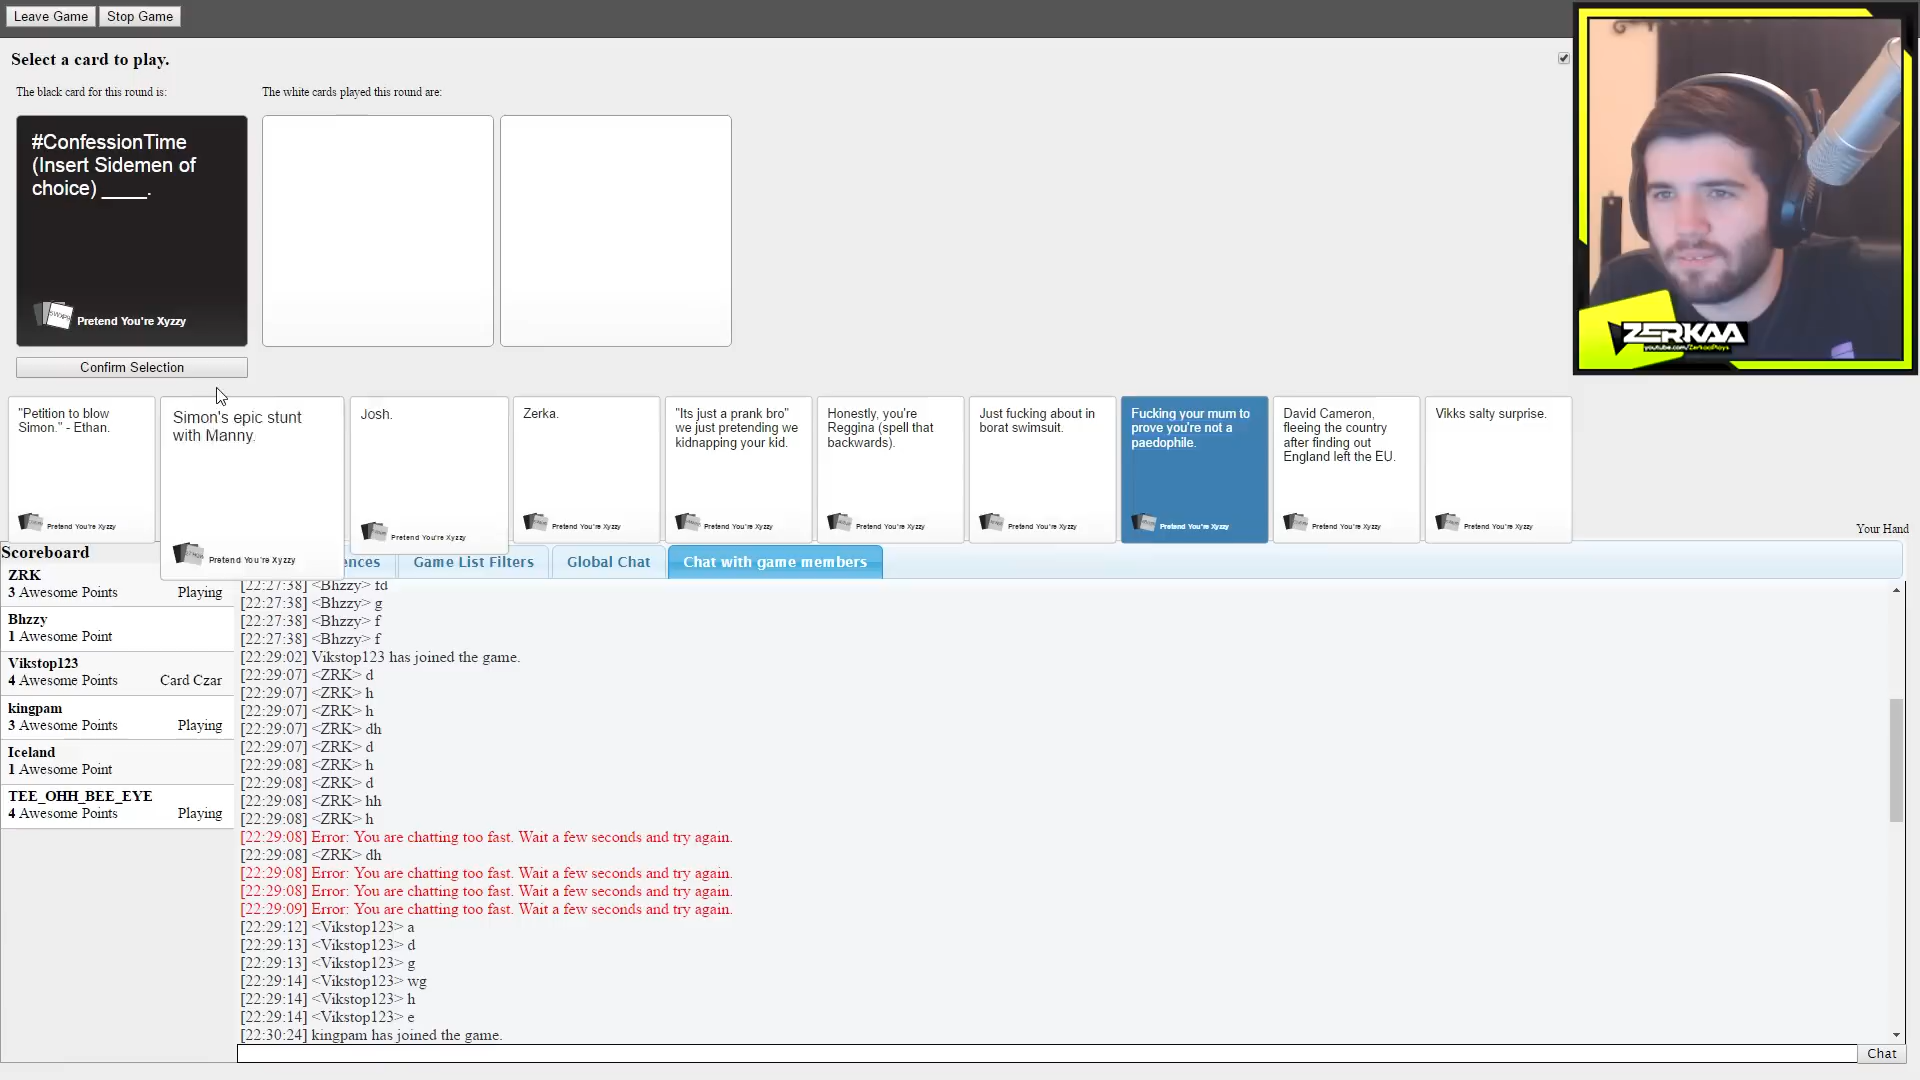 Leave Game
Stop Game
Select a card to play.
The black card for this round is:
The white cards played this round are:
#ConfessionTime
(Insert Sidemen of
choice) ____.
Pretend You're Xyzzy
Confirm Selection
"Petition to blow
Simon." - Ethan.
Pretend You're Xyzzy
Simon's epic stunt
with Manny.
Pretend You're Xyzzy
Josh.
Pretend You're Xyzzy
Zerka.
Pretend You're Xyzzy
"Its just a prank bro"
we just pretending we
kidnapping your kid.
Pretend You're Xyzzy
Honestly, you're
Reggina (spell that
backwards).
Pretend You're Xyzzy
Just fucking about in
borat swimsuit.
Pretend You're Xyzzy
Fucking your mum to
prove you're not a
paedophile.
Pretend You're Xyzzy
David Cameron,
fleeing the country
after finding out
England left the EU.
Pretend You're Xyzzy
Vikks salty surprise.
Pretend You're Xyzzy
ZERKAA
youtube.com/ZerkaaPlays
Your Hand
Scoreboard
ZRK
3 Awesome Points Playing
Bhzzy
1 Awesome Point
Vikstop123
4 Awesome Points Card Czar
kingpam
3 Awesome Points Playing
Iceland
1 Awesome Point
TEE_OHH_BEE_EYE
4 Awesome Points Playing
ences
Game List Filters
Global Chat
Chat with game members
[22:27:38] <Bhzzy> fd
[22:27:38] <Bhzzy> g
[22:27:38] <Bhzzy> f
[22:27:38] <Bhzzy> f
[22:29:02] Vikstop123 has joined the game.
[22:29:07] <ZRK> d
[22:29:07] <ZRK> h
[22:29:07] <ZRK> h
[22:29:07] <ZRK> dh
[22:29:07] <ZRK> d
[22:29:08] <ZRK> h
[22:29:08] <ZRK> d
[22:29:08] <ZRK> hh
[22:29:08] <ZRK> h
[22:29:08] Error: You are chatting too fast. Wait a few seconds and try again.
[22:29:08] <ZRK> dh
[22:29:08] Error: You are chatting too fast. Wait a few seconds and try again.
[22:29:08] Error: You are chatting too fast. Wait a few seconds and try again.
[22:29:09] Error: You are chatting too fast. Wait a few seconds and try again.
[22:29:12] <Vikstop123> a
[22:29:13] <Vikstop123> d
[22:29:13] <Vikstop123> g
[22:29:14] <Vikstop123> wg
[22:29:14] <Vikstop123> h
[22:29:14] <Vikstop123> e
[22:30:24] kingpam has joined the game.
Chat